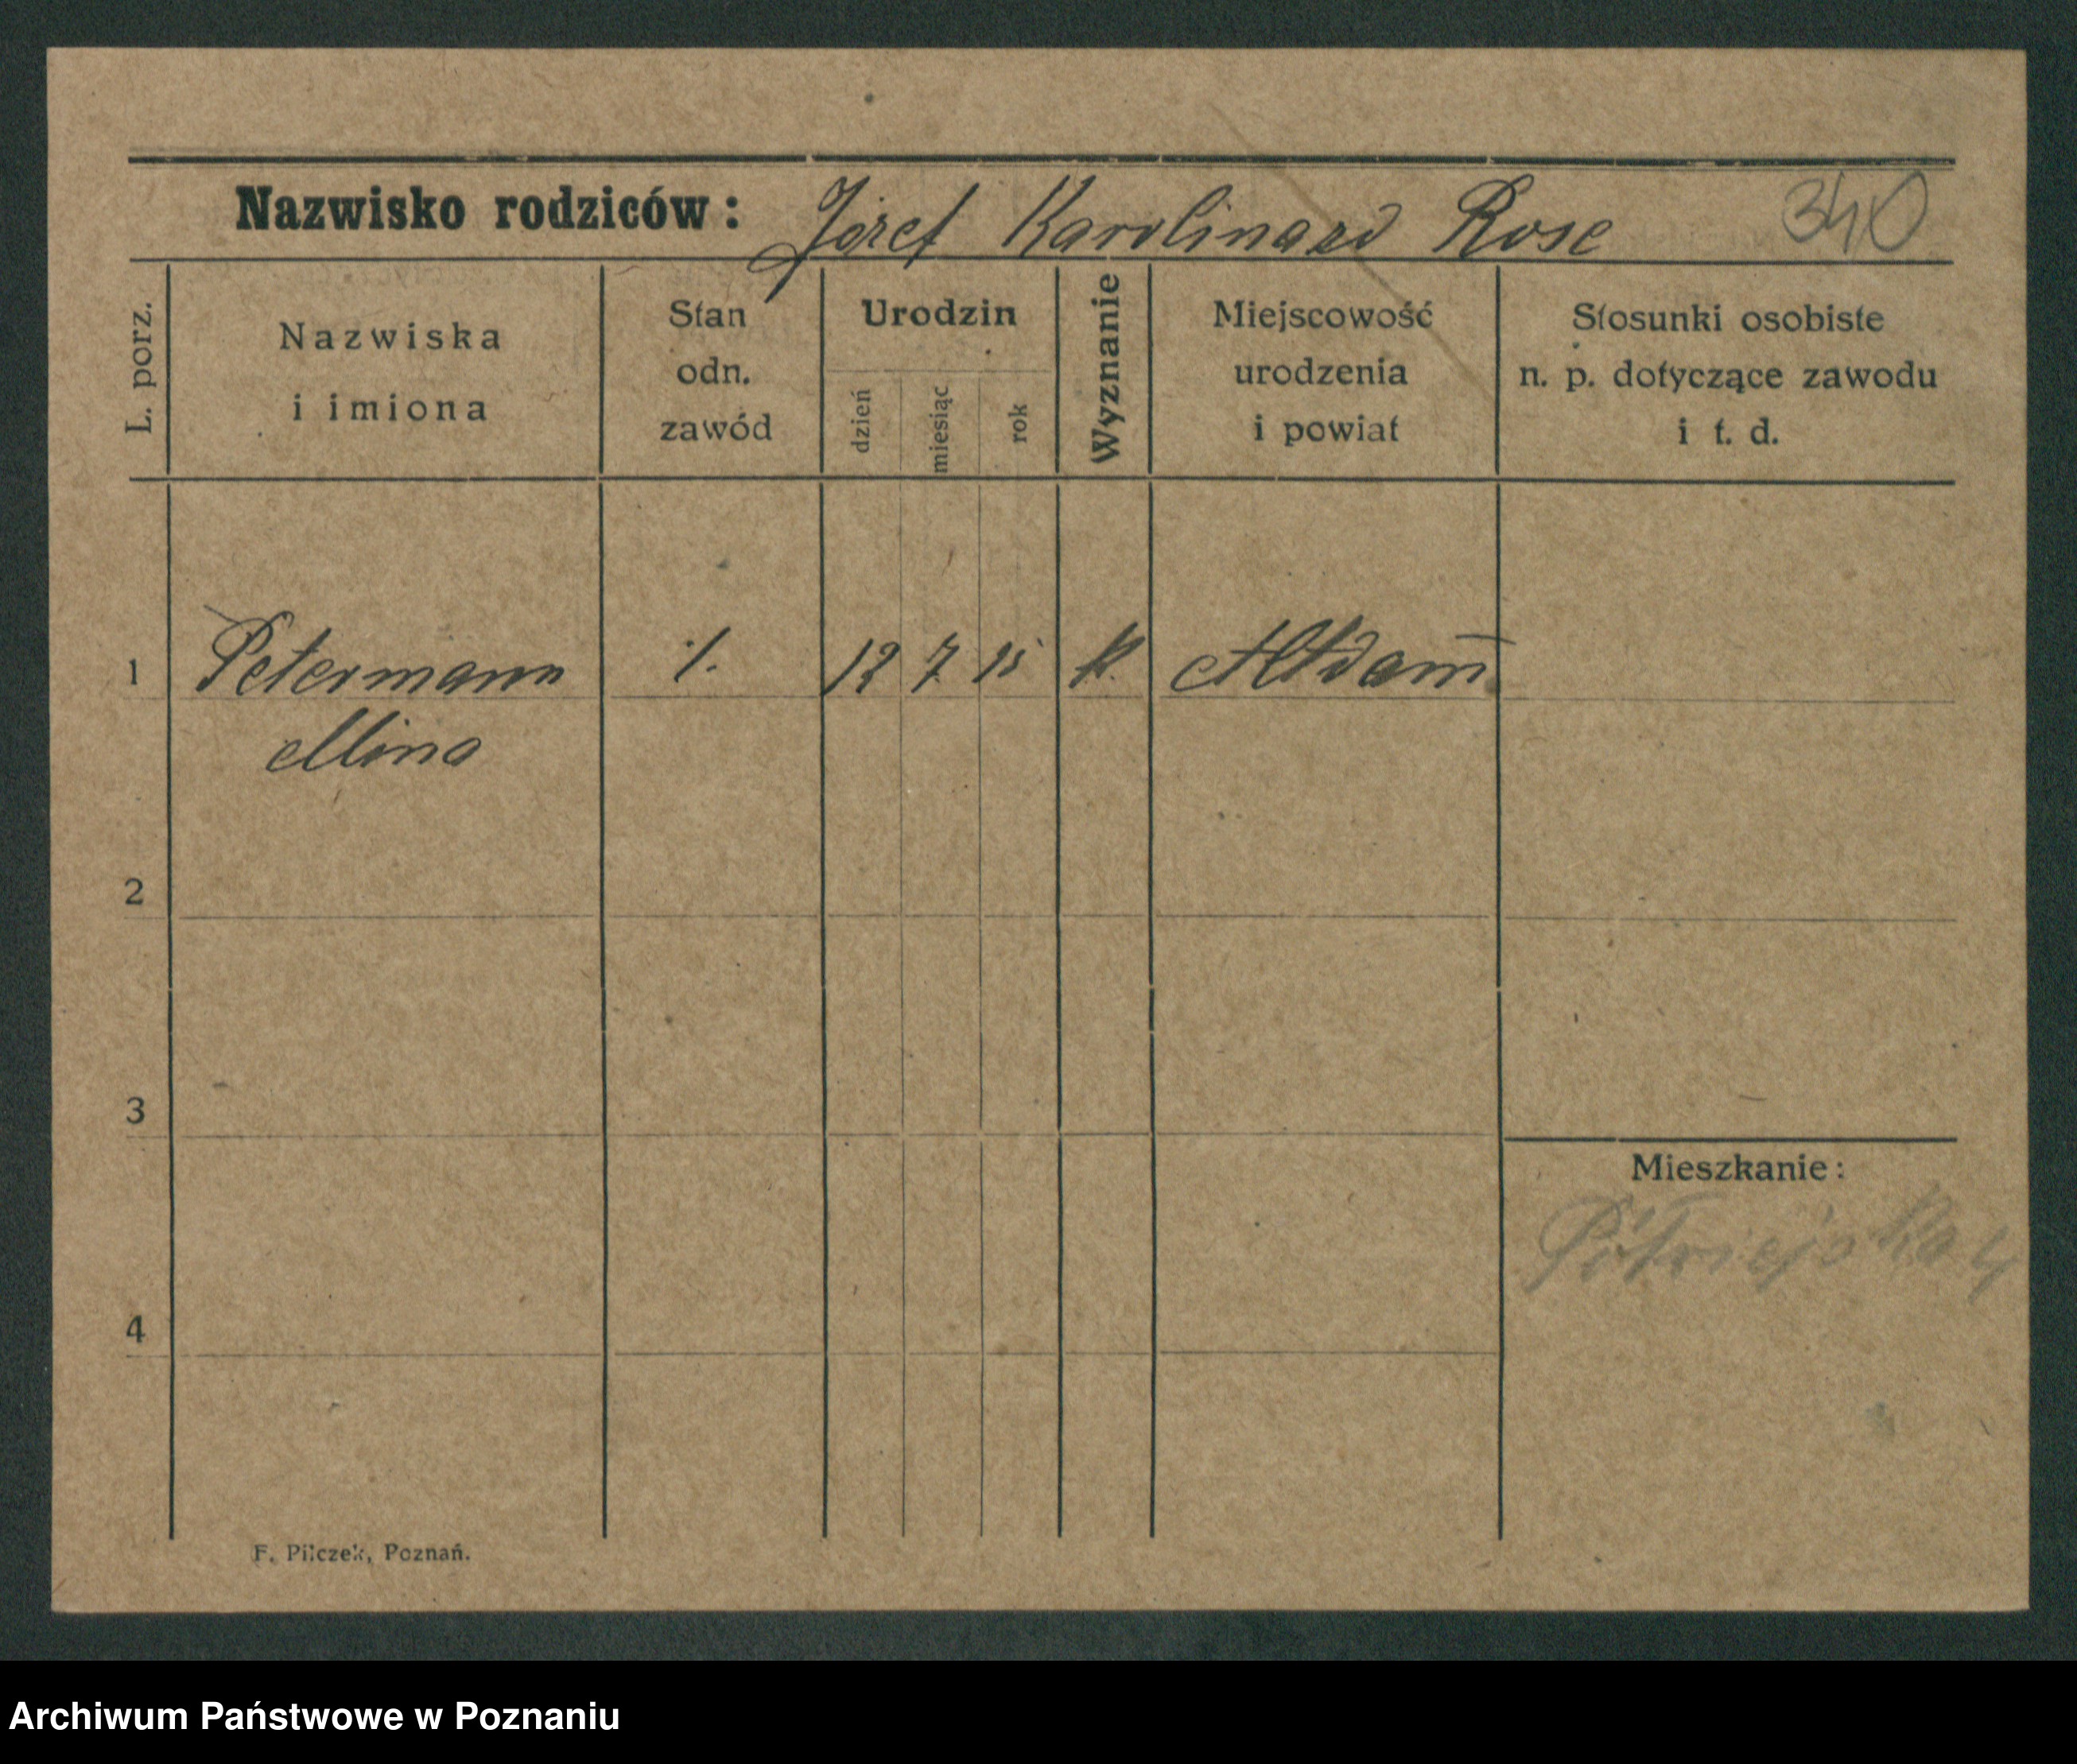 Nazwisko rodziców: Józef Karolina zd Rose 340
L. porz.
Nazwiska
i imiona
Stan
odn.
zawód
Urodzin
dzień
miesiąc
rok
Wyznanie
Miejscowość
urodzenia
i powiat
Stosunki osobiste
n. p. dotyczące zawodu
i t. d.
1 Petermann ./. 12 7. 15 k. Altdam̄
Mina
2
3
Mieszkanie:
4
F. Pilczek, Poznań.
Archiwum Państwowe w Poznaniu